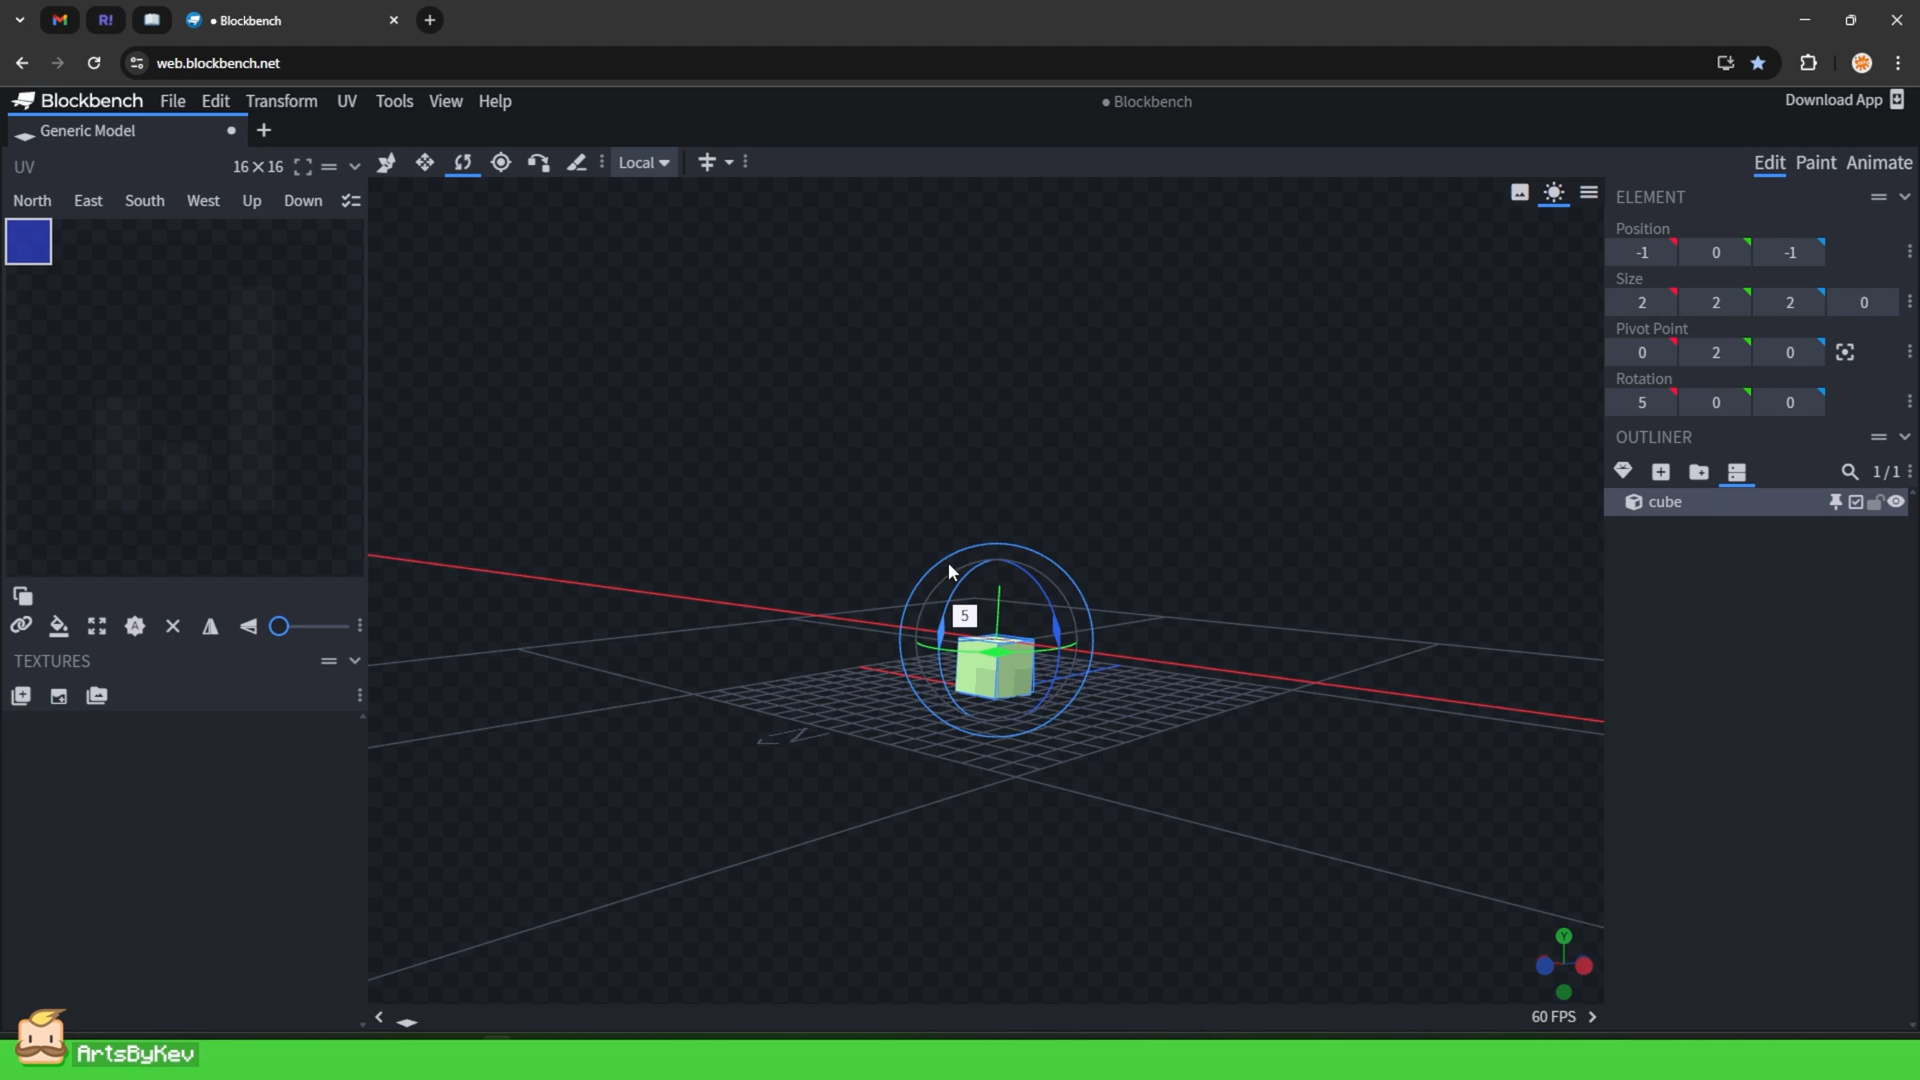 R!
• Blockbench
web.blockbench.net
Blockbench File Edit Transform UV Tools View Help
• Blockbench
Download App
Generic Model
UV
16×16
Local
Edit Paint Animate
North East South West Up Down
ELEMENT
Position
-1 0 -1
Size
2 2 2 0
Pivot Point
0 2 0
Rotation
5 0 0
OUTLINER
1/1
cube
5
TEXTURES
Y
60 FPS
ArtsByKev